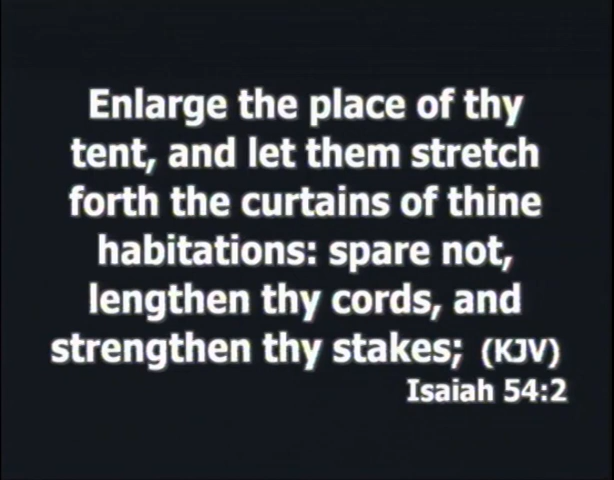 Enlarge the place of thy
tent, and let them stretch
forth the curtains of thine
habitations: spare not,
lengthen thy cords, and
strengthen thy stakes; (KJV)
Isaiah 54:2